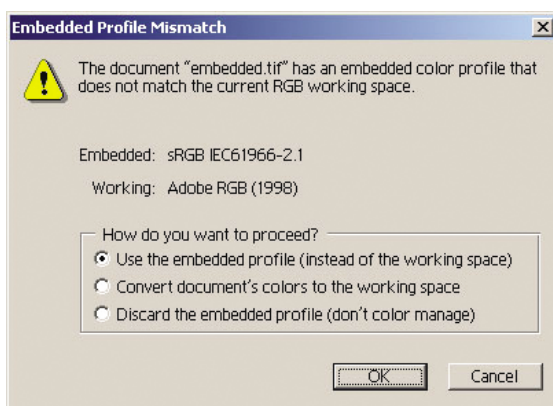 Embedded Profile Mismatch
The document "embedded.tif" has an embedded color profile that
does not match the current RGB working space.
Embedded: sRGB IEC61966-2.1
Working: Adobe RGB (1998)
How do you want to proceed?
Use the embedded profile (instead of the working space)
Convert document's colors to the working space
Discard the embedded profile (don't color manage)
OK Cancel